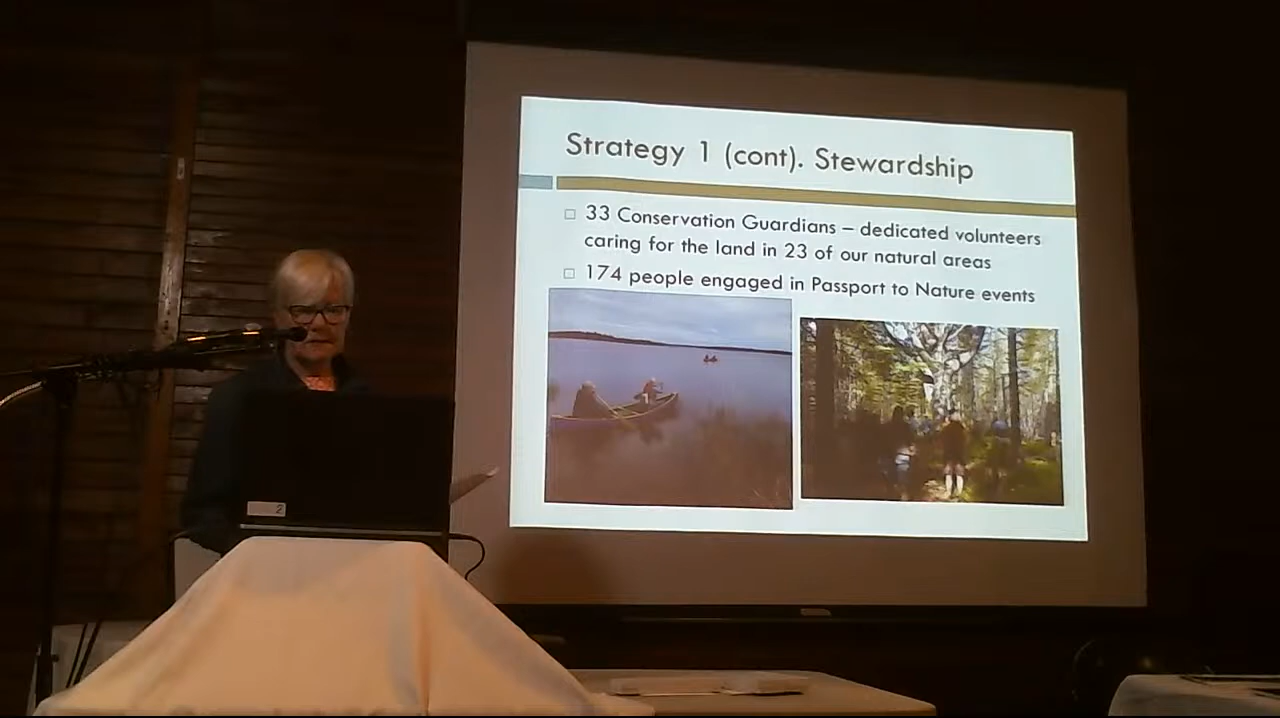 Strategy 1 (cont). Stewardship
33 Conservation Guardians – dedicated volunteers
caring for the land in 23 of our natural areas
174 people engaged in Passport to Nature events
2